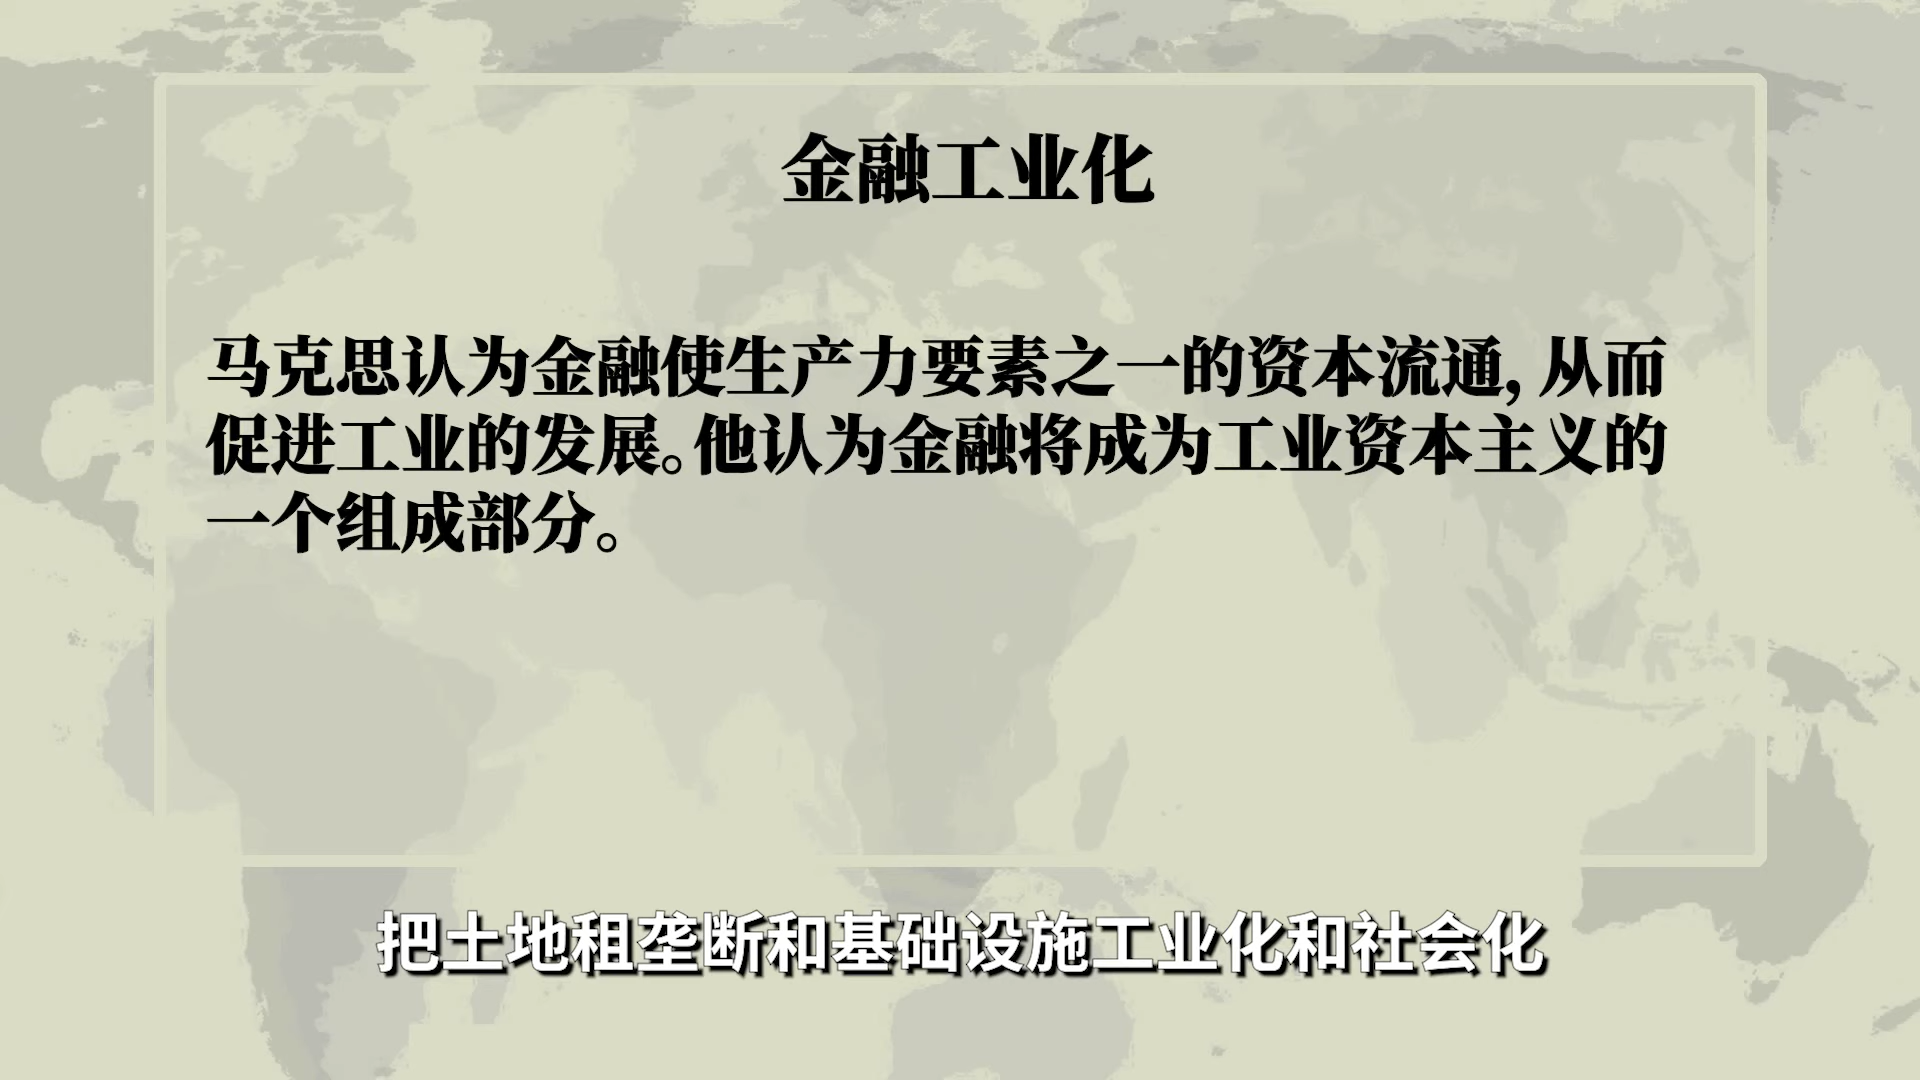 金融工业化
马克思认为金融使生产力要素之一的资本流通,从而
促进工业的发展。他认为金融将成为工业资本主义的
一个组成部分。
把土地租垄断和基础设施工业化和社会化